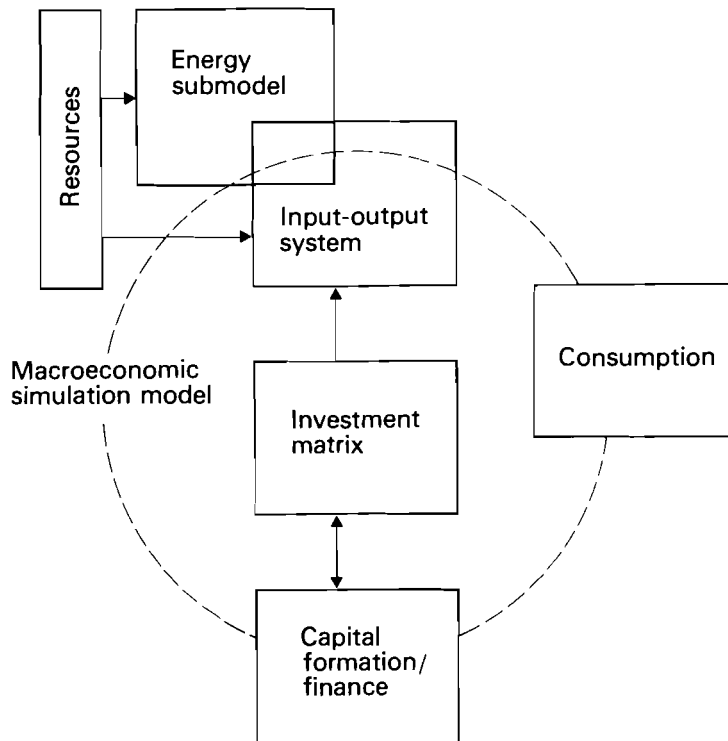 Resources
Energy
submodel
Input-output
system
Macroeconomic
simulation model
Consumption
Investment
matrix
Capital
formation/
finance